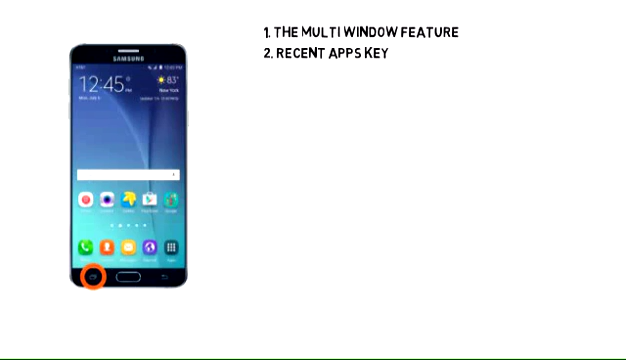 1. THE MULTI WINDOW FEATURE
2. RECENT APPS KEY
SAMSUNG
12:45
83°
New York